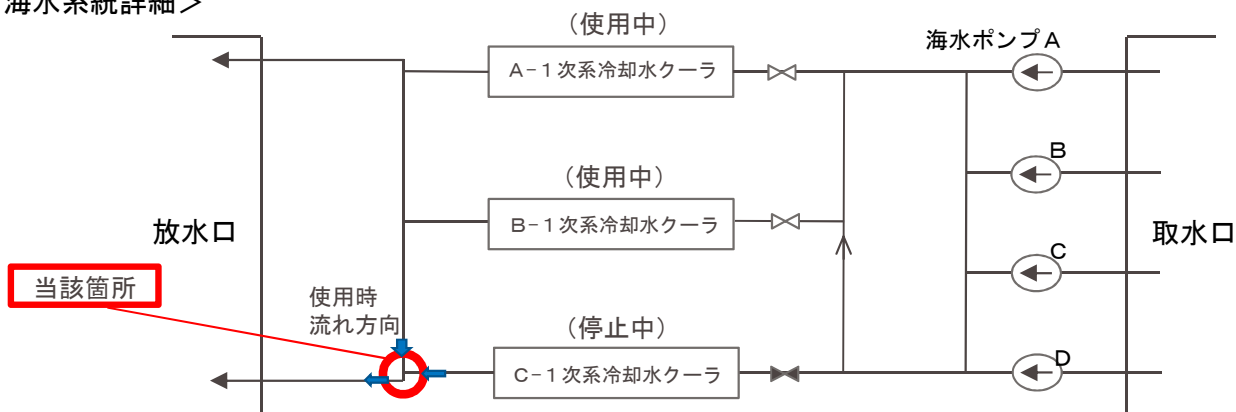 海水系統詳細＞
（使用中）
海水ポンプA
A-１次系冷却水クーラ
B
（使用中）
放水口
B-１次系冷却水クーラ
取水口
C
当該箇所
使用時
流れ方向
（停止中）
C-１次系冷却水クーラ
D